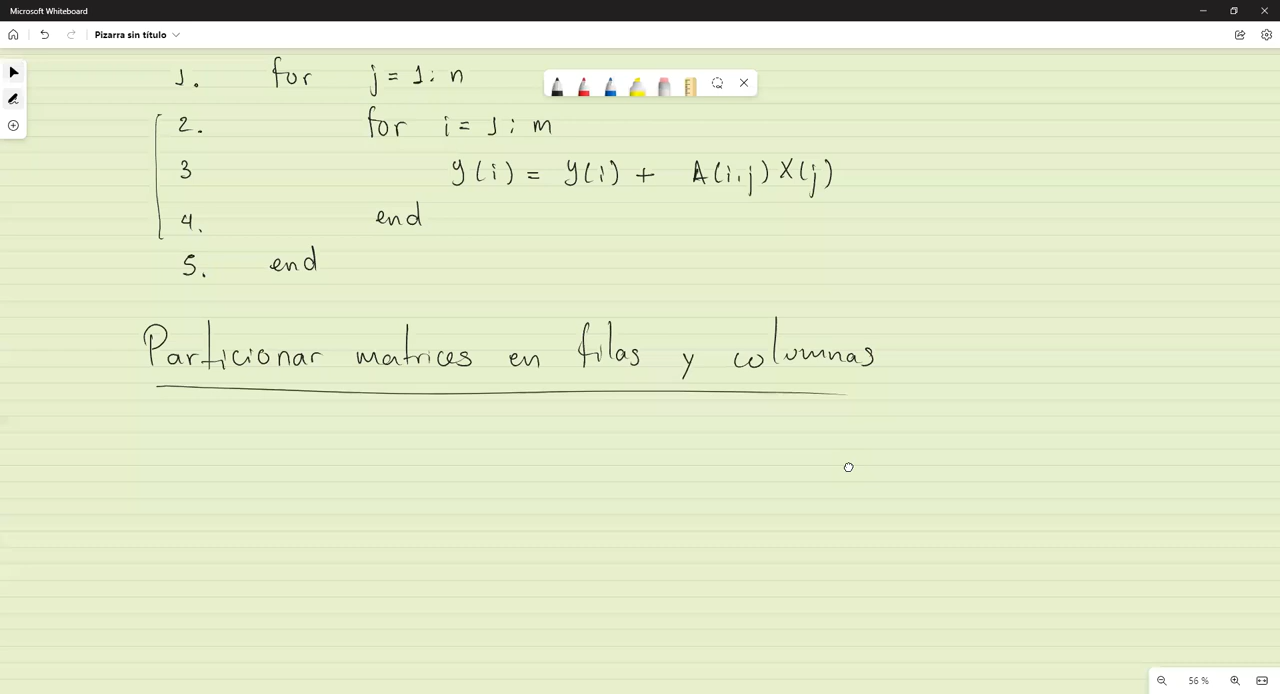 Microsoft Whiteboard
Pizarra sin título
1. for j = 1 : n
2. for i = 1 : m
3 y(i) = y(i) + A(i,j) X(j)
4. end
5. end
Particionar matrices en filas y columnas
56 %